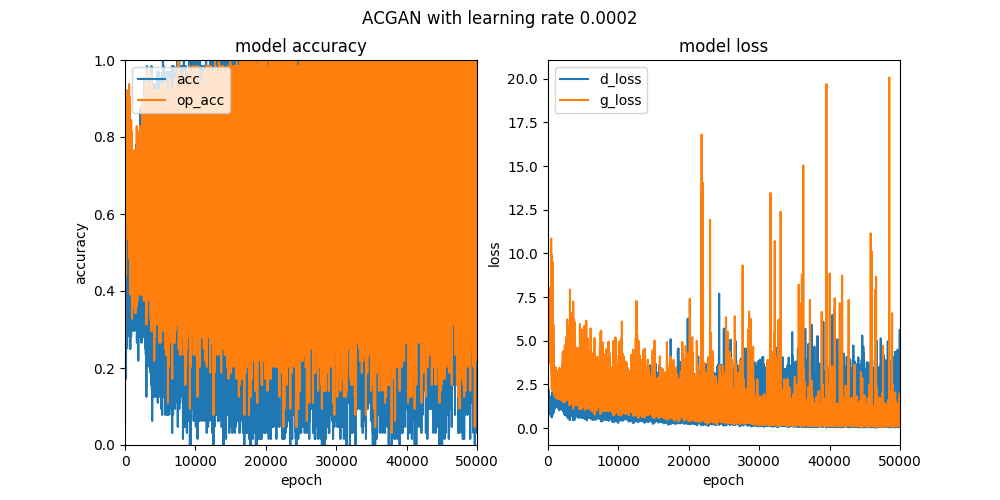 ACGAN with learning rate 0.0002
model accuracy
acc
op_acc
1.0
0.8
0.6
0.4
0.2
0.0
accuracy
0
10000
20000
30000
40000
50000
epoch
model loss
d_loss
g_loss
20.0
17.5
15.0
12.5
10.0
7.5
5.0
2.5
0.0
loss
0
10000
20000
30000
40000
50000
epoch